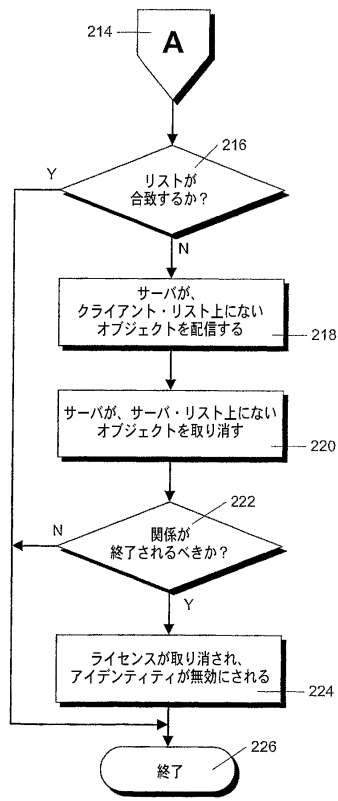 214
A
216
Y
リストが
合致するか？
N
サーバが、
クライアント・リスト上にない
オブジェクトを配信する
218
サーバが、サーバ・リスト上にない
オブジェクトを取り消す
220
222
N
関係が
終了されるべきか？
Y
ライセンスが取り消され、
アイデンティティが無効にされる
224
226
終了